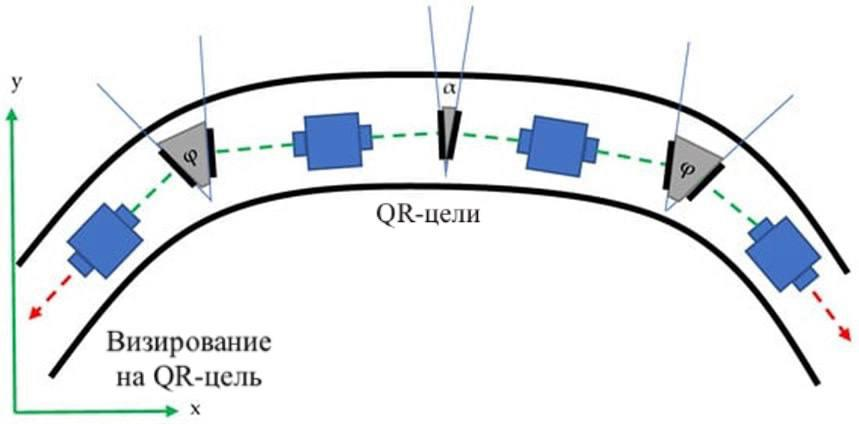 y
α
φ
φ
QR-цели
Визирование
на QR-цель
x